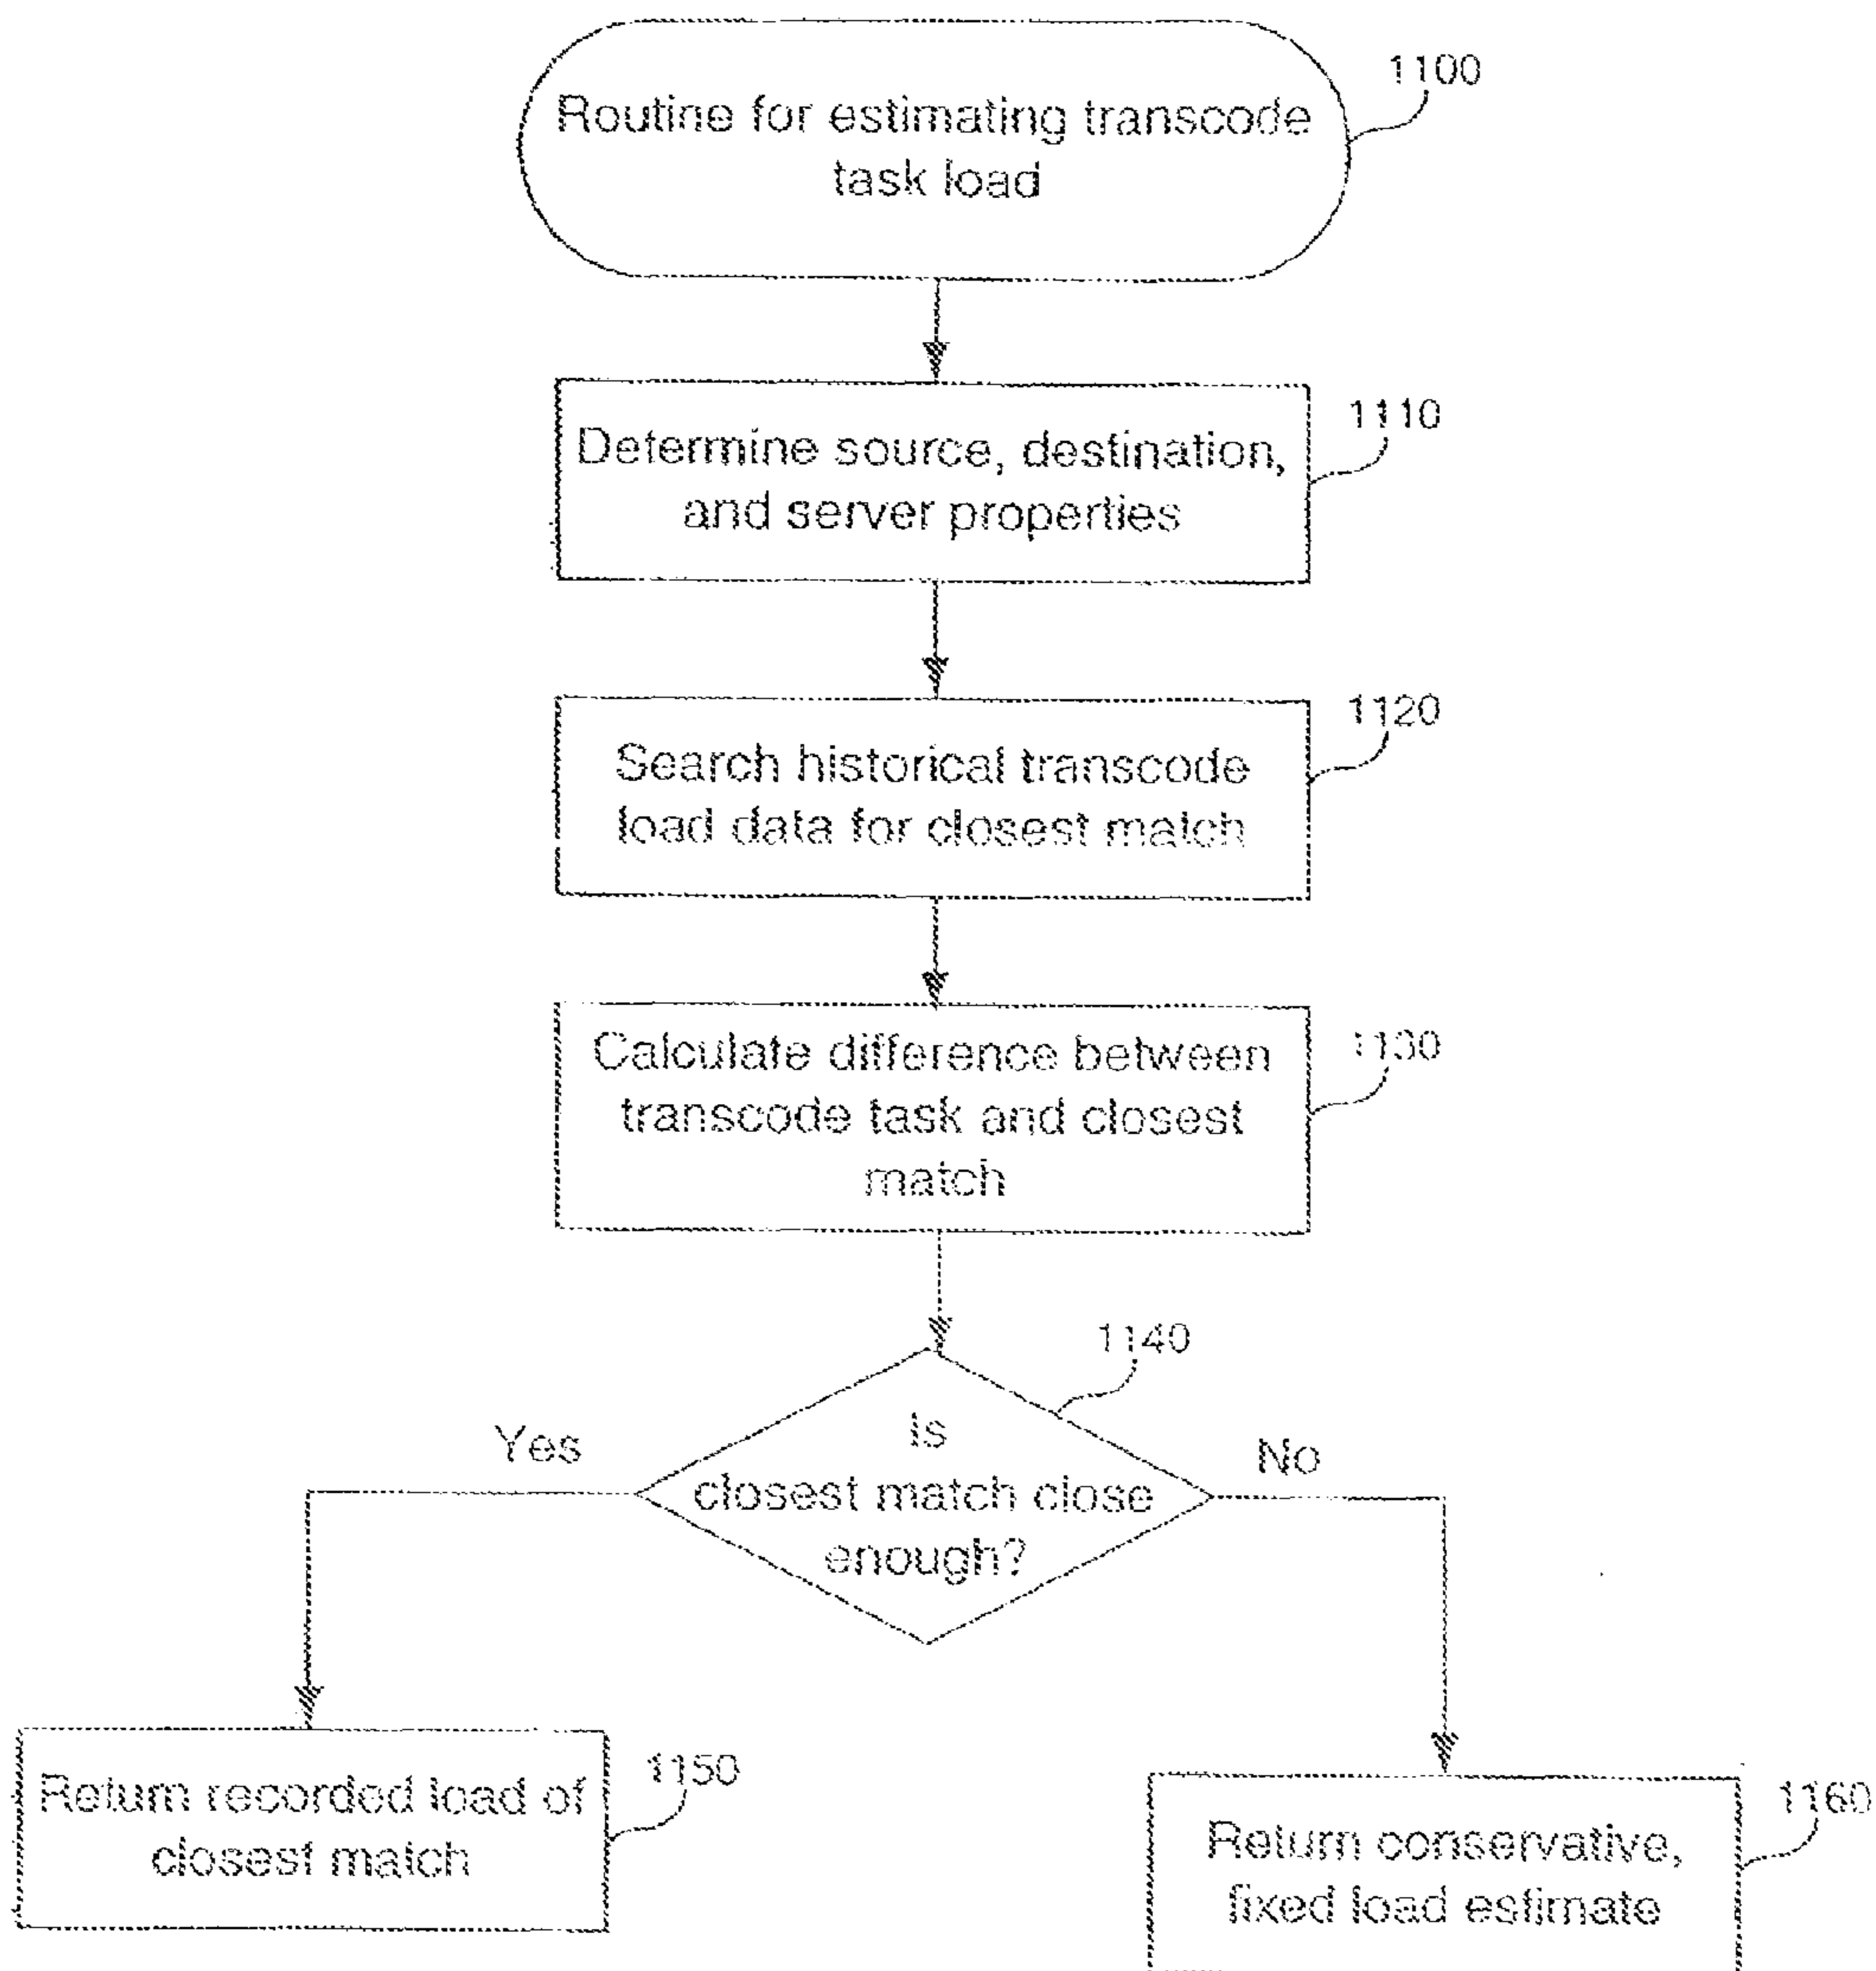 Routine for estimating transcode
task load
1100
Determine source, destination,
and server properties
1110
Search historical transcode
load data for closest match
1120
Calculate difference between
transcode task and closest
match
1130
Is
closest match close
enough?
1140
Yes
No
Return recorded load of
closest match
1150
Return conservative,
fixed load estimate
1160